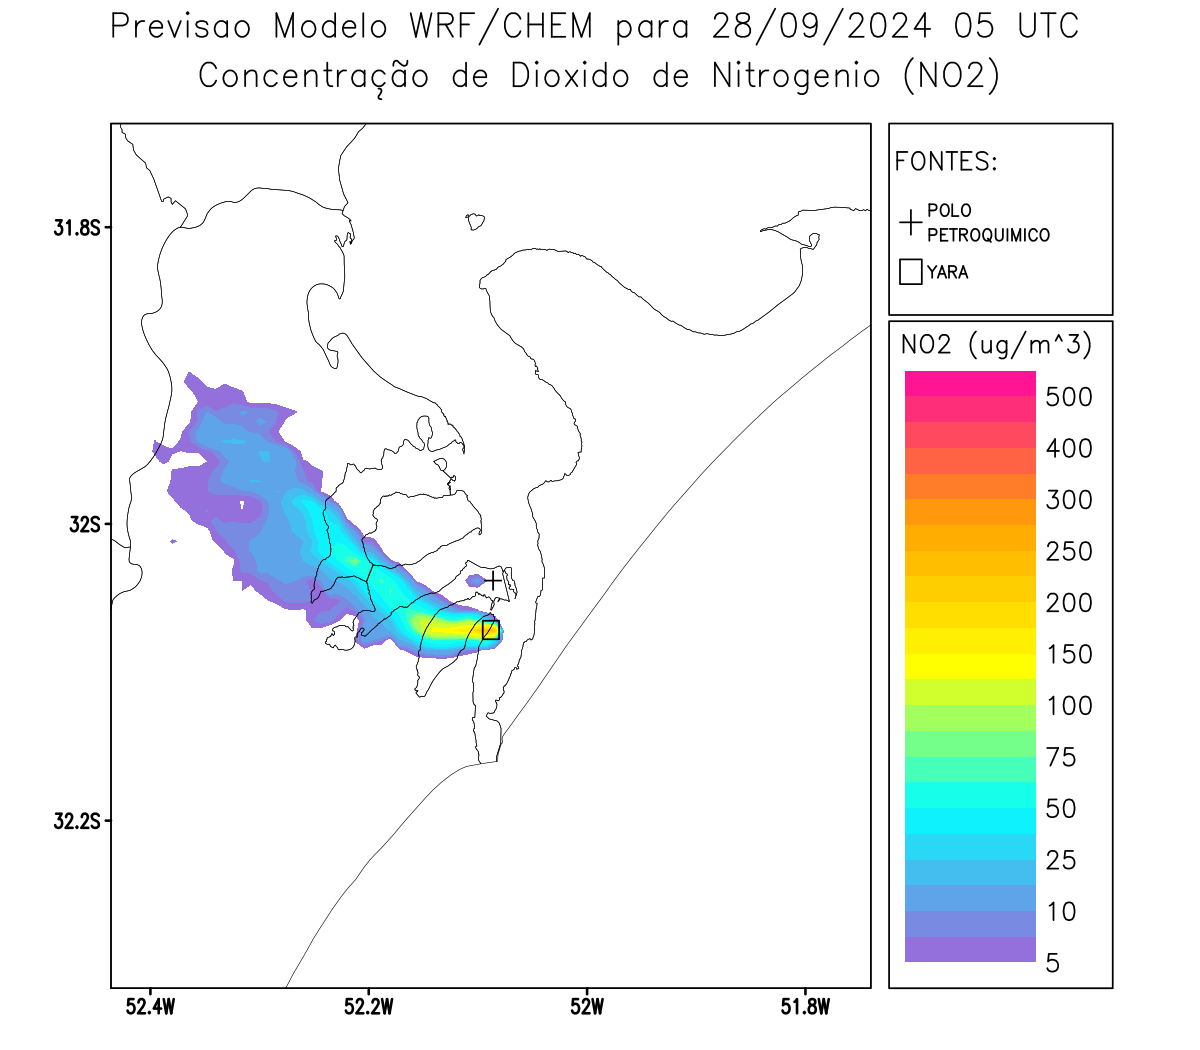 Previsao Modelo WRF/CHEM para 28/09/2024 05 UTC
Concentração de Dioxido de Nitrogenio (NO2)
FONTES:
POLO
PETROQUIMICO
YARA
NO2 (ug/m^3)
500
400
300
250
200
150
100
75
50
25
10
5
31.8S
32S
32.2S
52.4W
52.2W
52W
51.8W